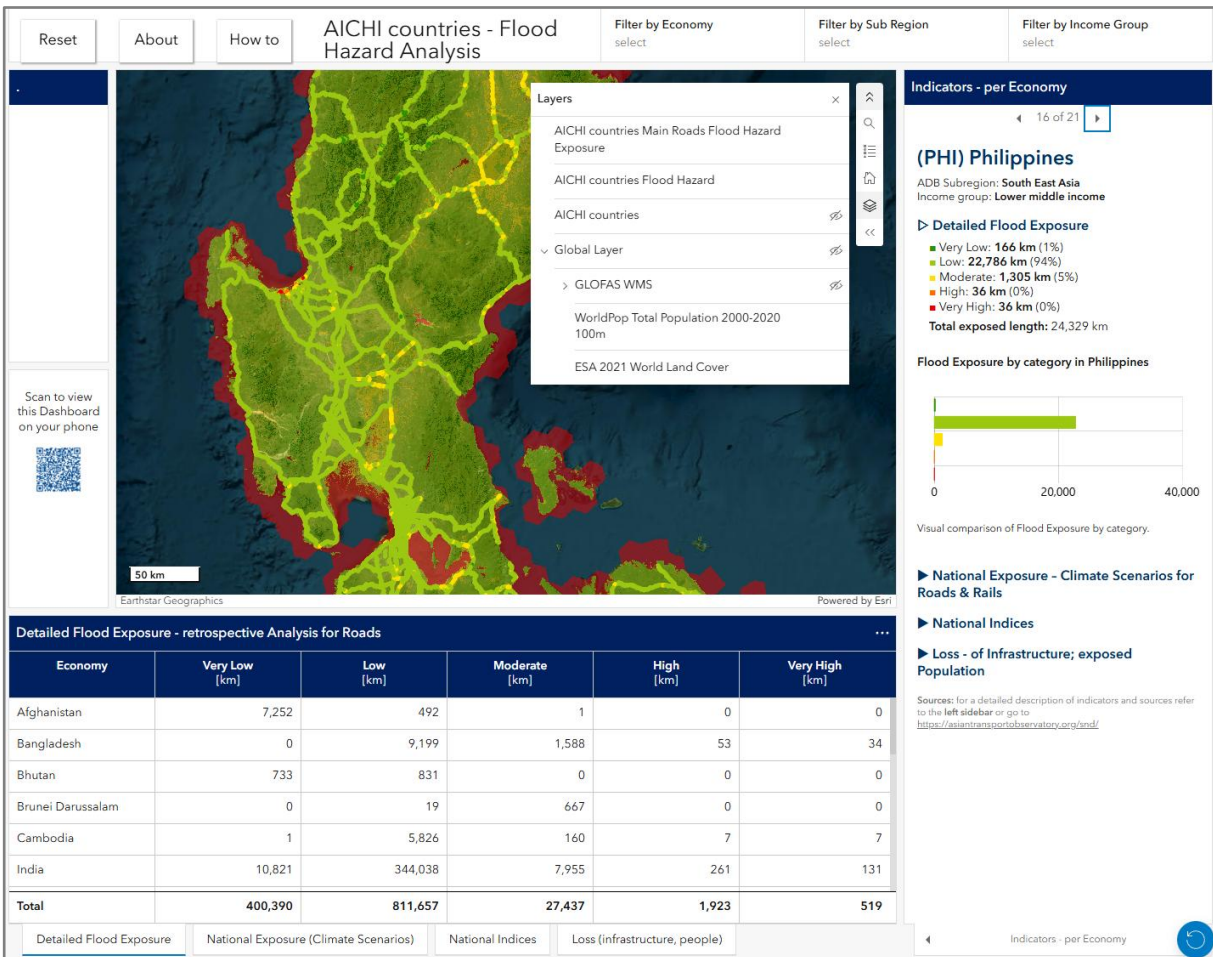 Reset
About
How to
AICHI countries - Flood
Hazard Analysis
Filter by Economy
select
Filter by Sub Region
select
Filter by Income Group
select
.
Scan to view
this Dashboard
on your phone
Layers
AICHI countries Main Roads Flood Hazard
Exposure
AICHI countries Flood Hazard
AICHI countries
Global Layer
GLOFAS WMS
WorldPop Total Population 2000-2020
100m
ESA 2021 World Land Cover
50 km
Earthstar Geographics
Powered by Esri
Indicators - per Economy
16 of 21
(PHI) Philippines
ADB Subregion: South East Asia
Income group: Lower middle income
Detailed Flood Exposure
Very Low: 166 km (1%)
Low: 22,786 km (94%)
Moderate: 1,305 km (5%)
High: 36 km (0%)
Very High: 36 km (0%)
Total exposed length: 24,329 km
Flood Exposure by category in Philippines
0 20,000 40,000
Visual comparison of Flood Exposure by category.
National Exposure – Climate Scenarios for
Roads & Rails
National Indices
Loss - of Infrastructure; exposed
Population
Sources: for a detailed description of indicators and sources refer
to the left sidebar or go to
https://asiantransportobservatory.org/snd/
Detailed Flood Exposure - retrospective Analysis for Roads
Economy Very Low Low Moderate High Very High
[km] [km] [km] [km] [km]
Afghanistan 7,252 492 1 0 0
Bangladesh 0 9,199 1,588 53 34
Bhutan 733 831 0 0 0
Brunei Darussalam 0 19 667 0 0
Cambodia 1 5,826 160 7 7
India 10,821 344,038 7,955 261 131
Total 400,390 811,657 27,437 1,923 519
Detailed Flood Exposure
National Exposure (Climate Scenarios)
National Indices
Loss (infrastructure, people)
Indicators - per Economy